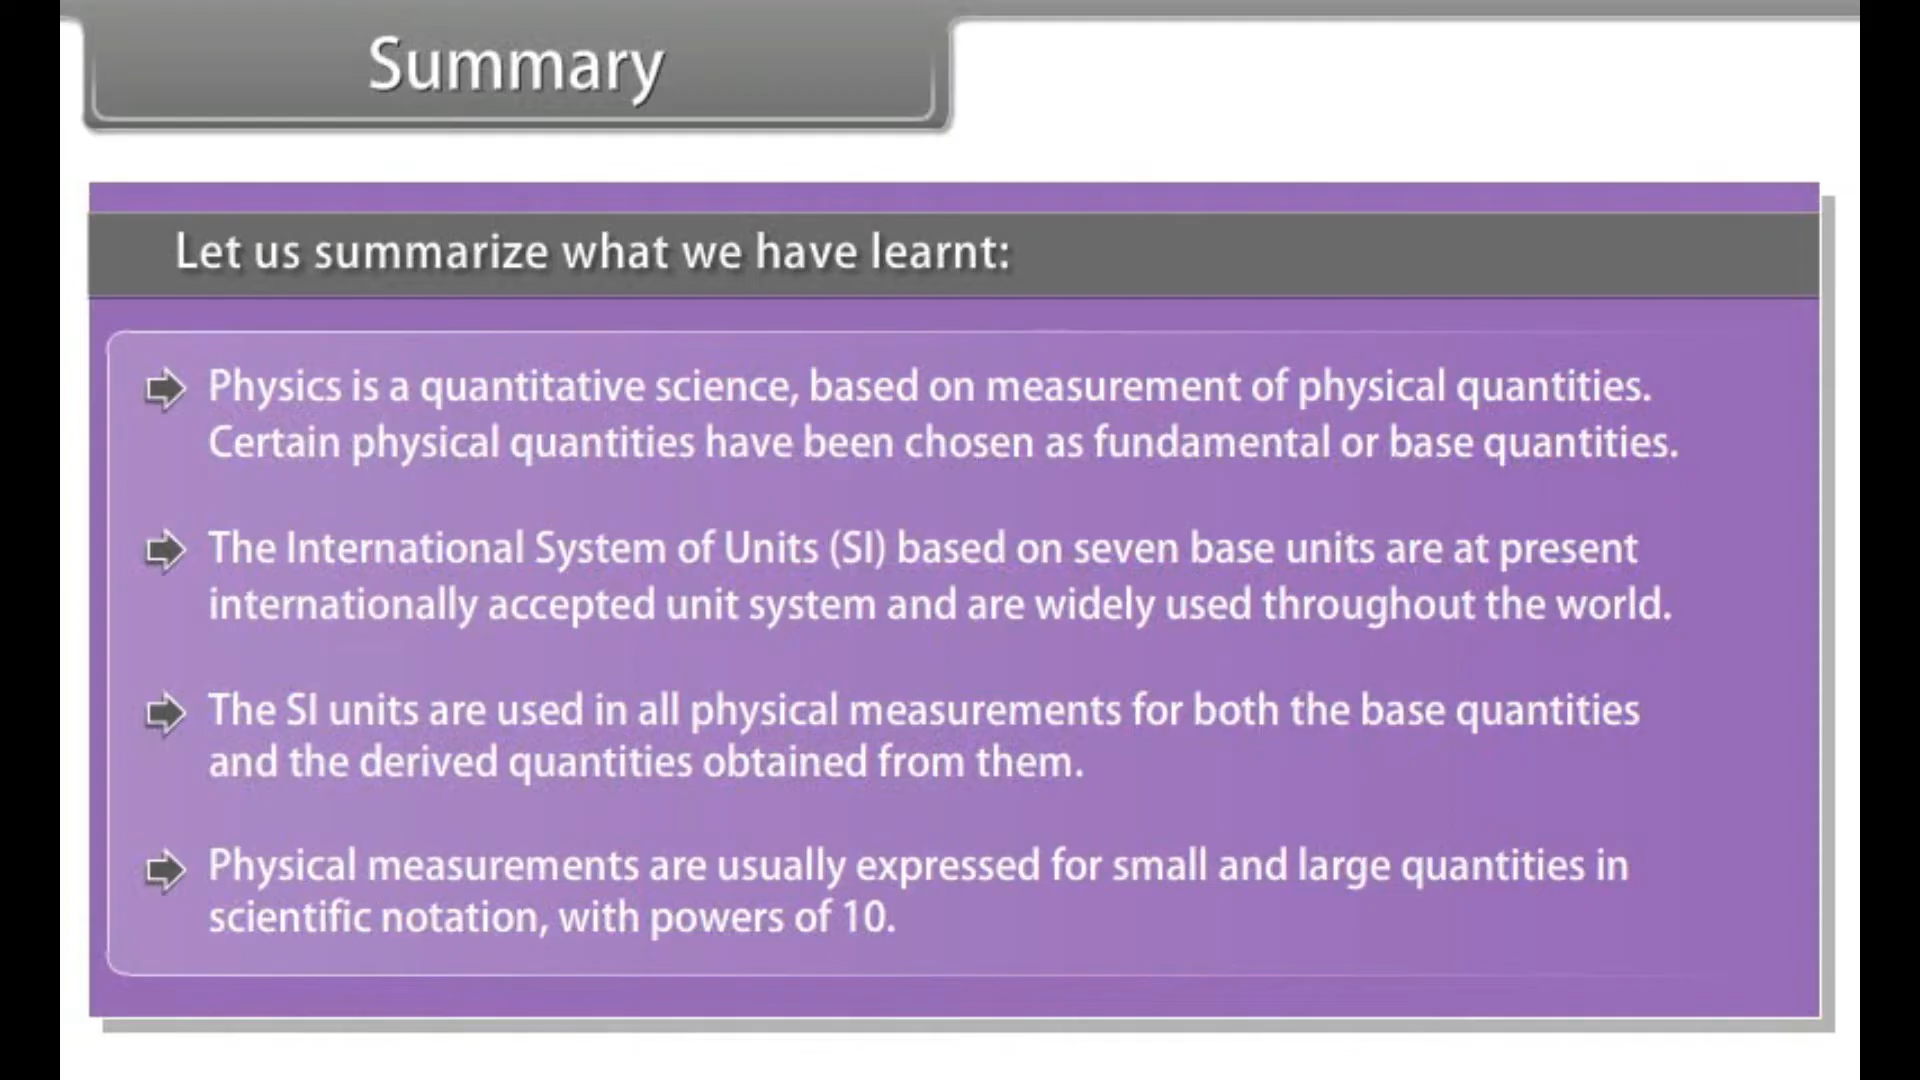 Summary
Let us summarize what we have learnt:
Physics is a quantitative science, based on measurement of physical quantities.
Certain physical quantities have been chosen as fundamental or base quantities.
The International System of Units (SI) based on seven base units are at present
internationally accepted unit system and are widely used throughout the world.
The SI units are used in all physical measurements for both the base quantities
and the derived quantities obtained from them.
Physical measurements are usually expressed for small and large quantities in
scientific notation, with powers of 10.